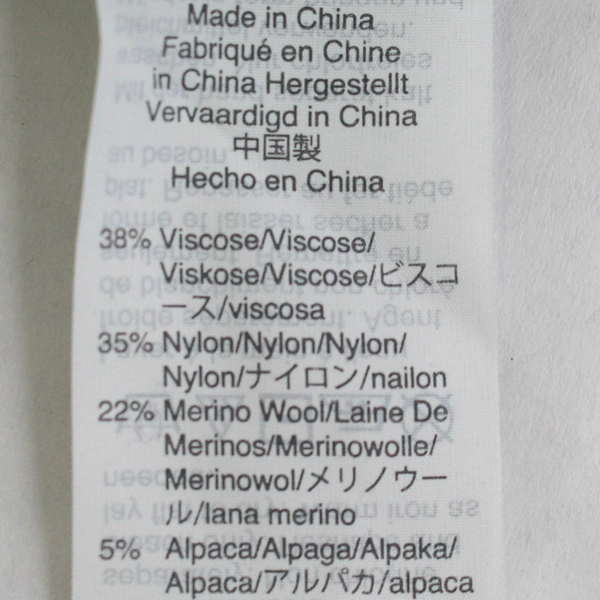 Made in China
Fabriqué en Chine
in China Hergestellt
Vervaardigd in China
中国製
Hecho en China
38% Viscose/Viscose/
Viskose/Viscose/ビスコ
ース/viscosa
35% Nylon/Nylon/Nylon/
Nylon/ナイロン/nailon
22% Merino Wool/Laine De
Merinos/Merinowolle/
Merinowol/メリノウー
ル/lana merino
5% Alpaca/Alpaga/Alpaka/
Alpaca/アルパカ/alpaca